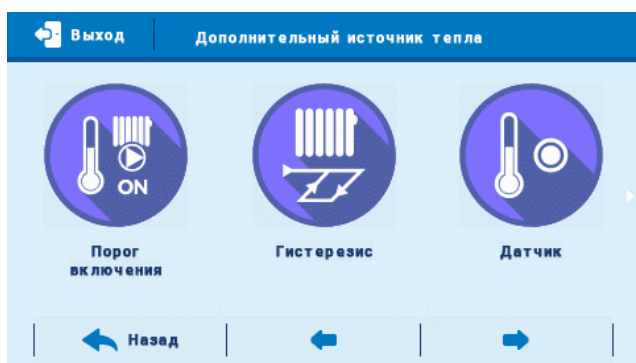 Выход
Дополнительный источник тепла
ON
Порог
включения
Гистерезис
Датчик
Назад